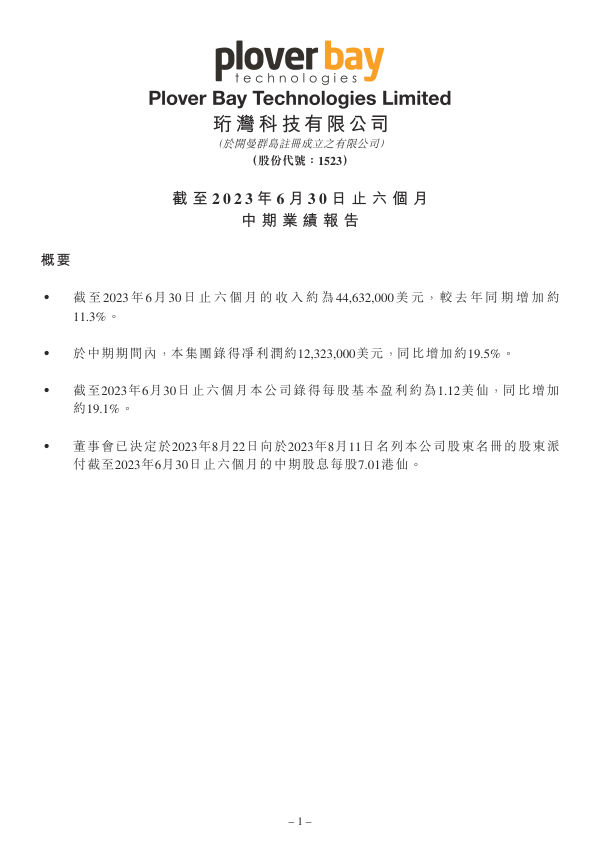 plover bay
technologies
Plover Bay Technologies Limited
珩灣科技有限公司
(於開曼群島註冊成立之有限公司)
(股份代號：1523)
截至2023年6月30日止六個月
中期業績報告
概要
• 截至2023年6月30日止六個月的收入約為44,632,000美元，較去年同期增加約
11.3%。
• 於中期期間內，本集團錄得凈利潤約12,323,000美元，同比增加約19.5%。
• 截至2023年6月30日止六個月本公司錄得每股基本盈利約為1.12美仙，同比增加
約19.1%。
• 董事會已決定於2023年8月22日向於2023年8月11日名列本公司股東名冊的股東派
付截至2023年6月30日止六個月的中期股息每股7.01港仙。
– 1 –